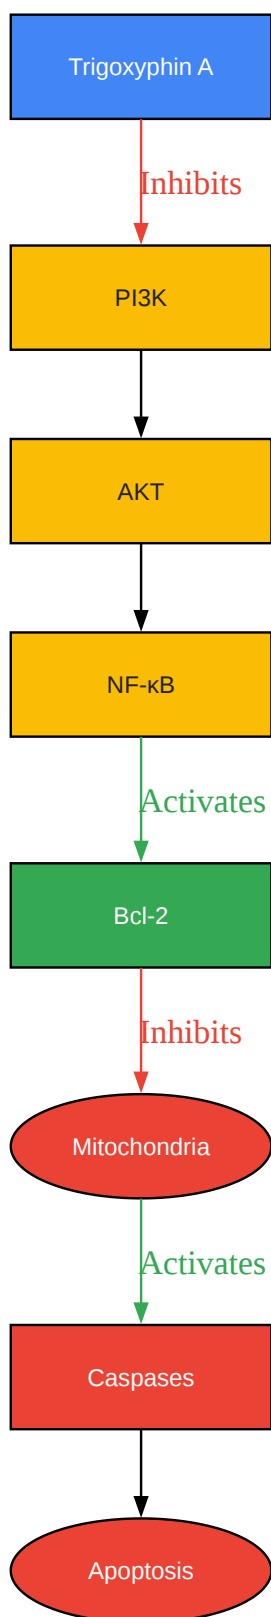 Trigoxyphin A
Inhibits
PI3K
AKT
NF-κB
Activates
Bcl-2
Inhibits
Mitochondria
Activates
Caspases
Apoptosis